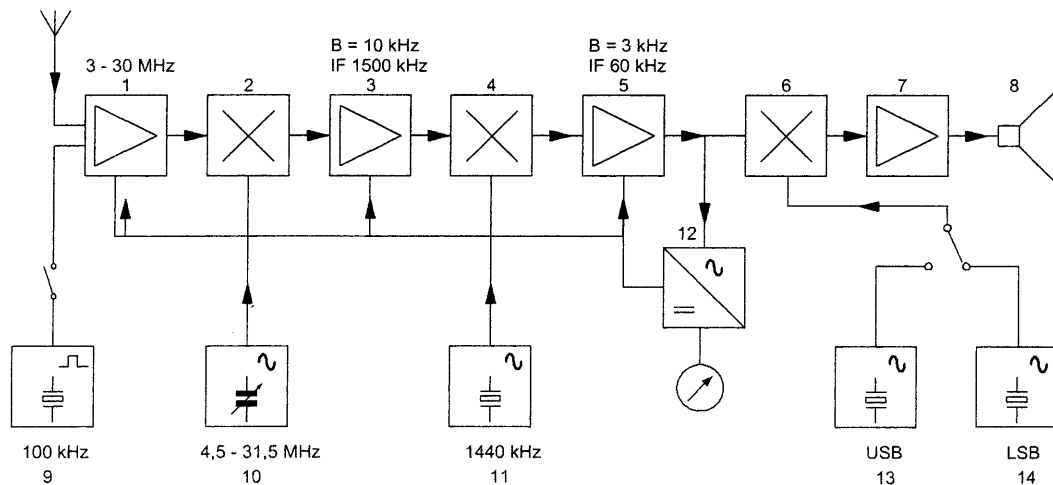 B = 10 kHz
B = 3 kHz
3 - 30 MHz
IF 1500 kHz
IF 60 kHz
1
2
3
4
5
6
7
8
12
100 kHz
4,5 - 31,5 MHz
1440 kHz
USB
LSB
9
10
11
13
14